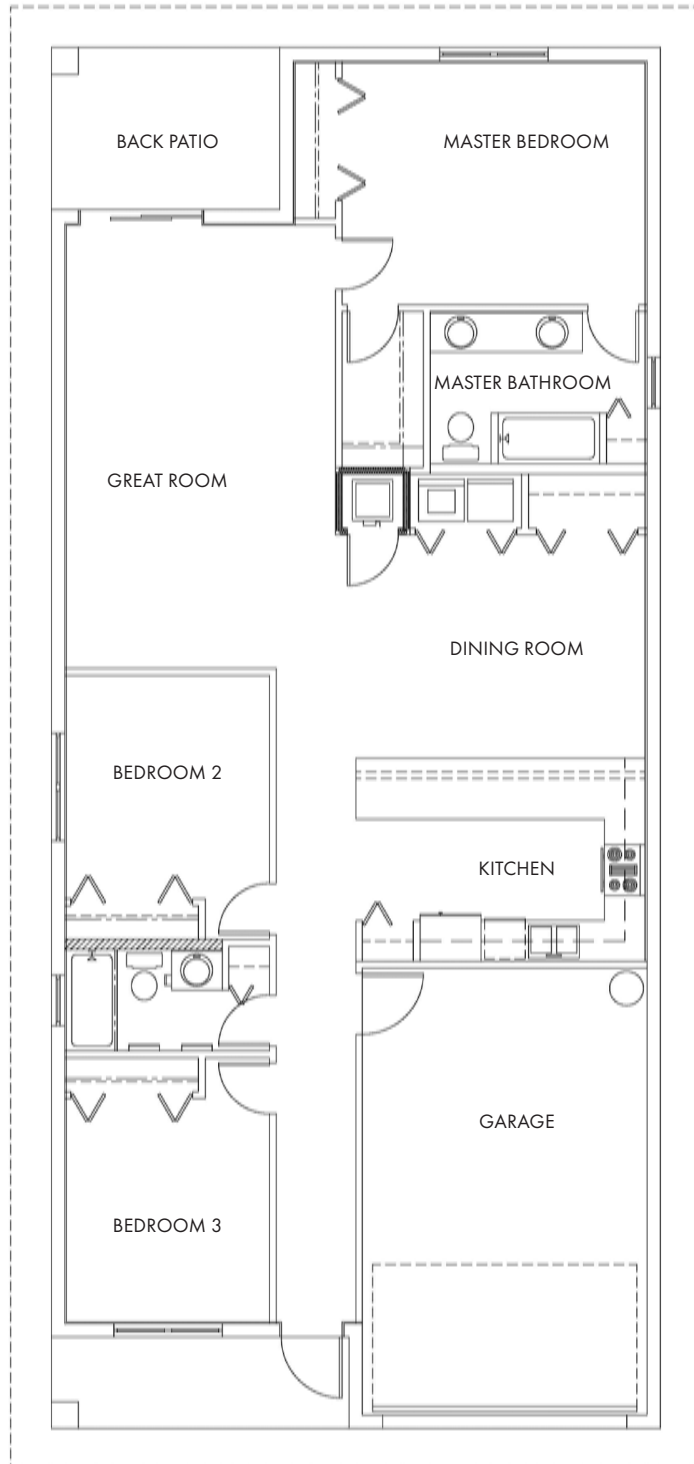 BACK PATIO
MASTER BEDROOM
MASTER BATHROOM
GREAT ROOM
DINING ROOM
BEDROOM 2
KITCHEN
GARAGE
BEDROOM 3